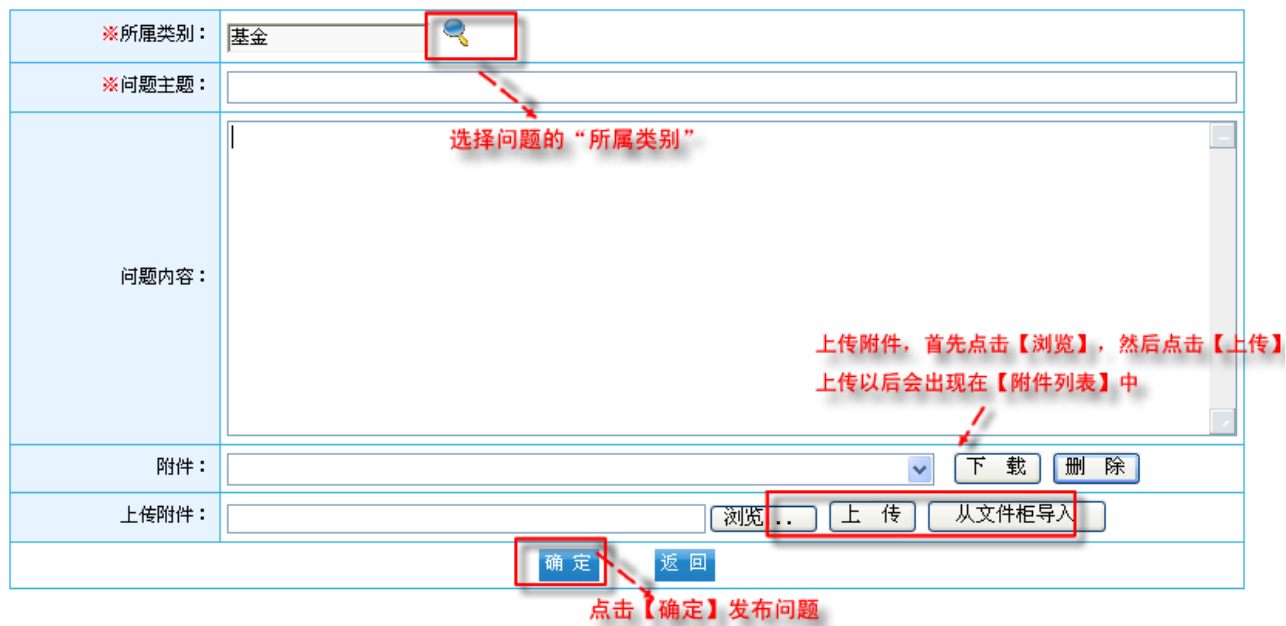 ※所属类别：
基金
※问题主题：
选择问题的“所属类别”
问题内容：
上传附件，首先点击【浏览】，然后点击【上传】
上传以后会出现在【附件列表】中
附件：
下 载 删 除
上传附件：
浏览.. 上 传 从文件柜导入
确 定 返 回
点击【确定】发布问题